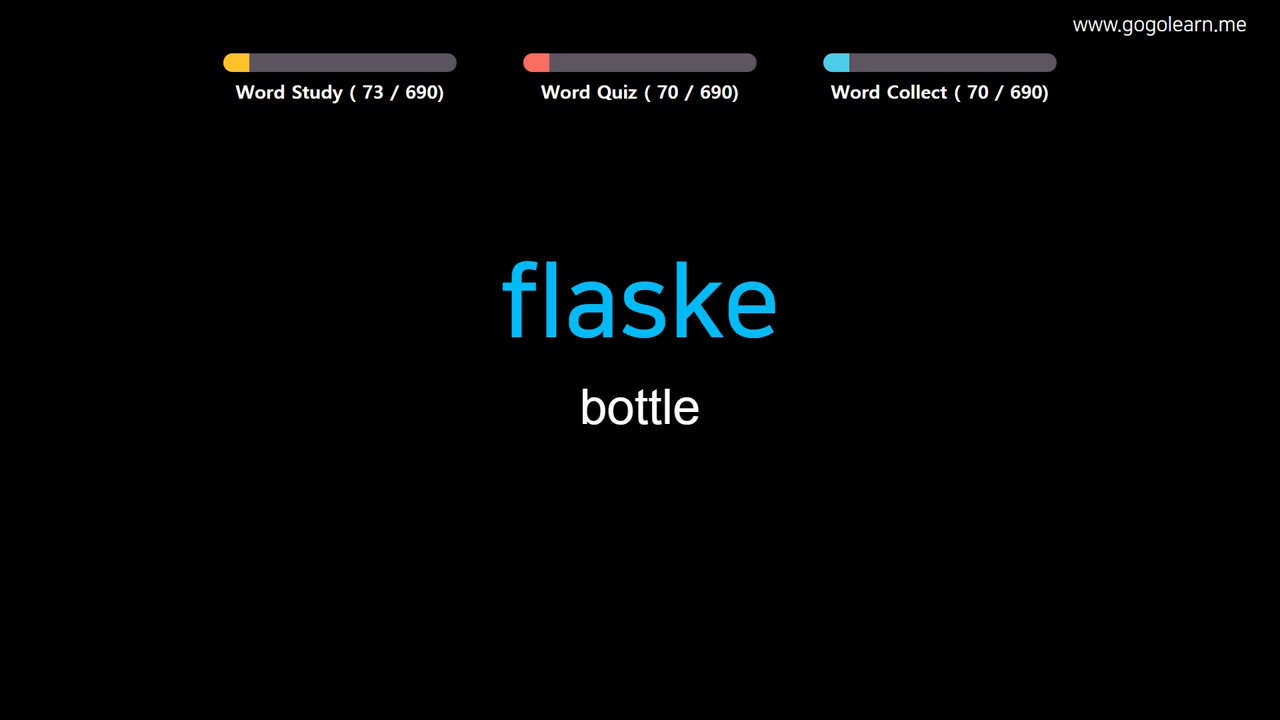 www.gogolearn.me
Word Study ( 73 / 690)
Word Quiz ( 70 / 690)
Word Collect ( 70 / 690)
flaske
bottle